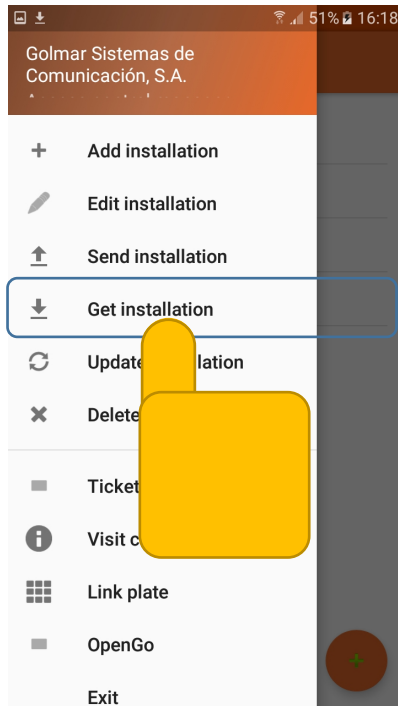 51% 16:18
Golmar Sistemas de
Comunicación, S.A.
Add installation
Edit installation
Send installation
Get installation
Update lation
Delete
Ticket
Visit c
Link plate
OpenGo
Exit